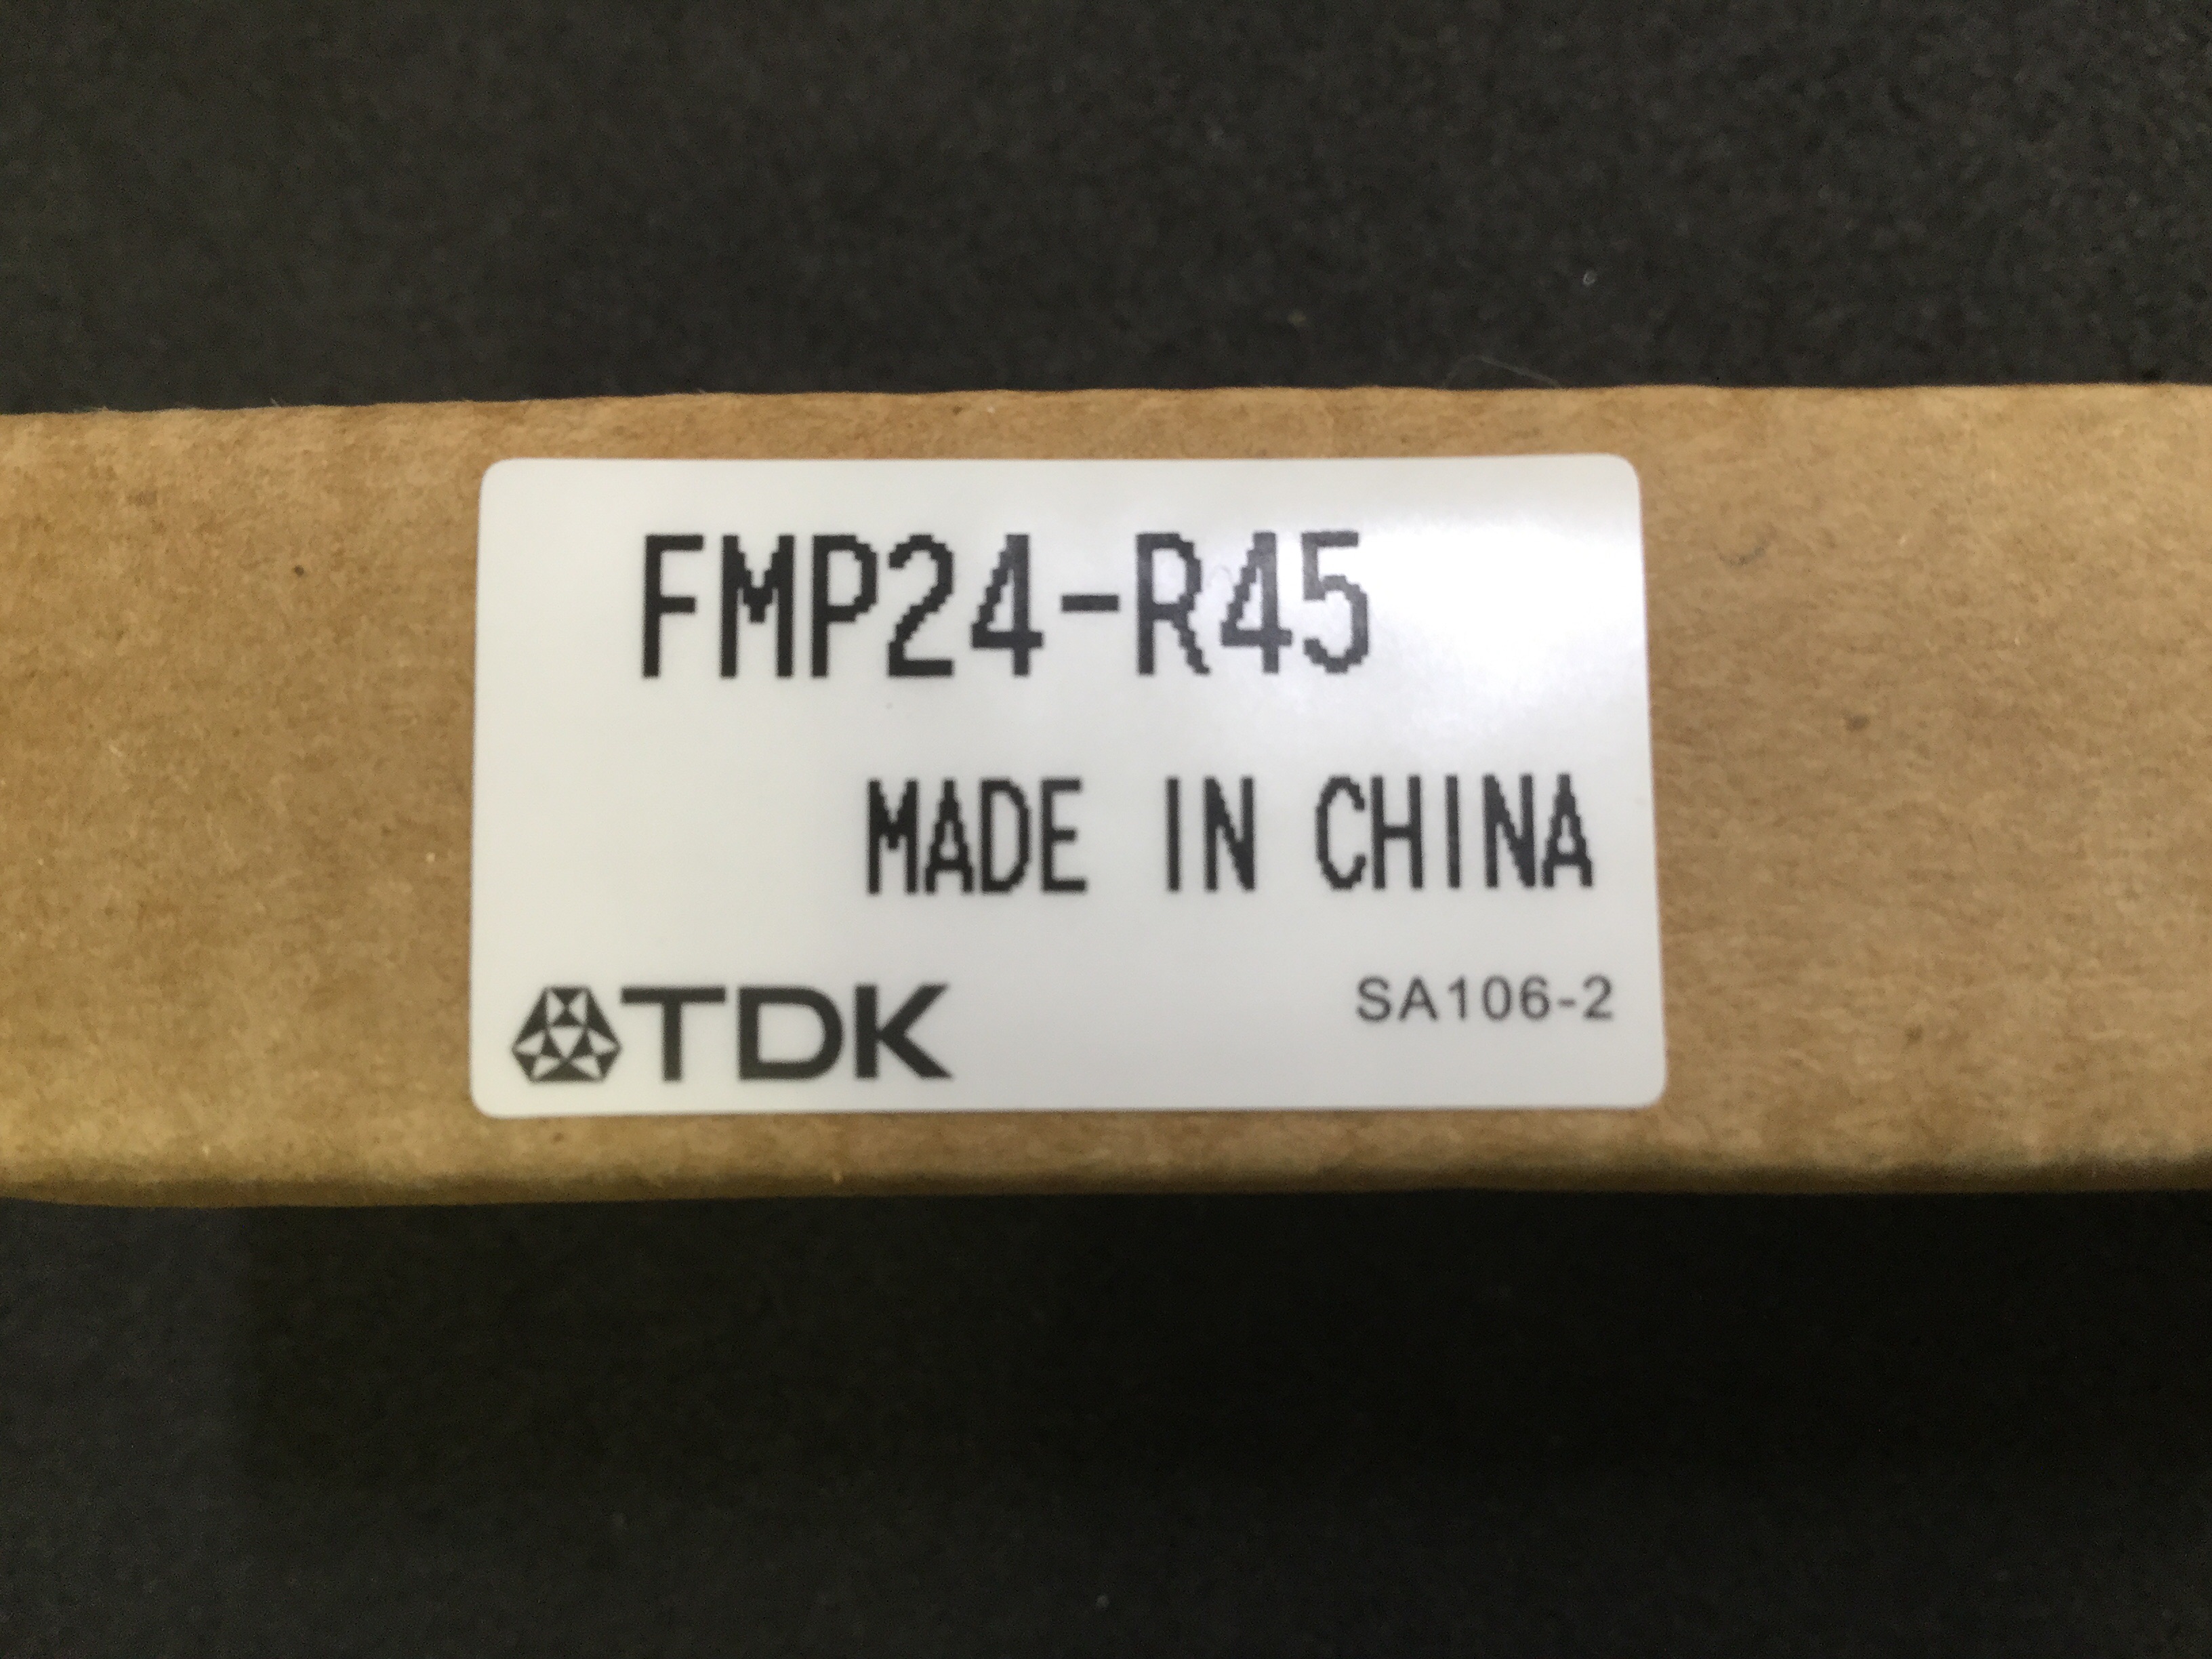 FMP24-R45
MADE IN CHINA
TDK
SA106-2